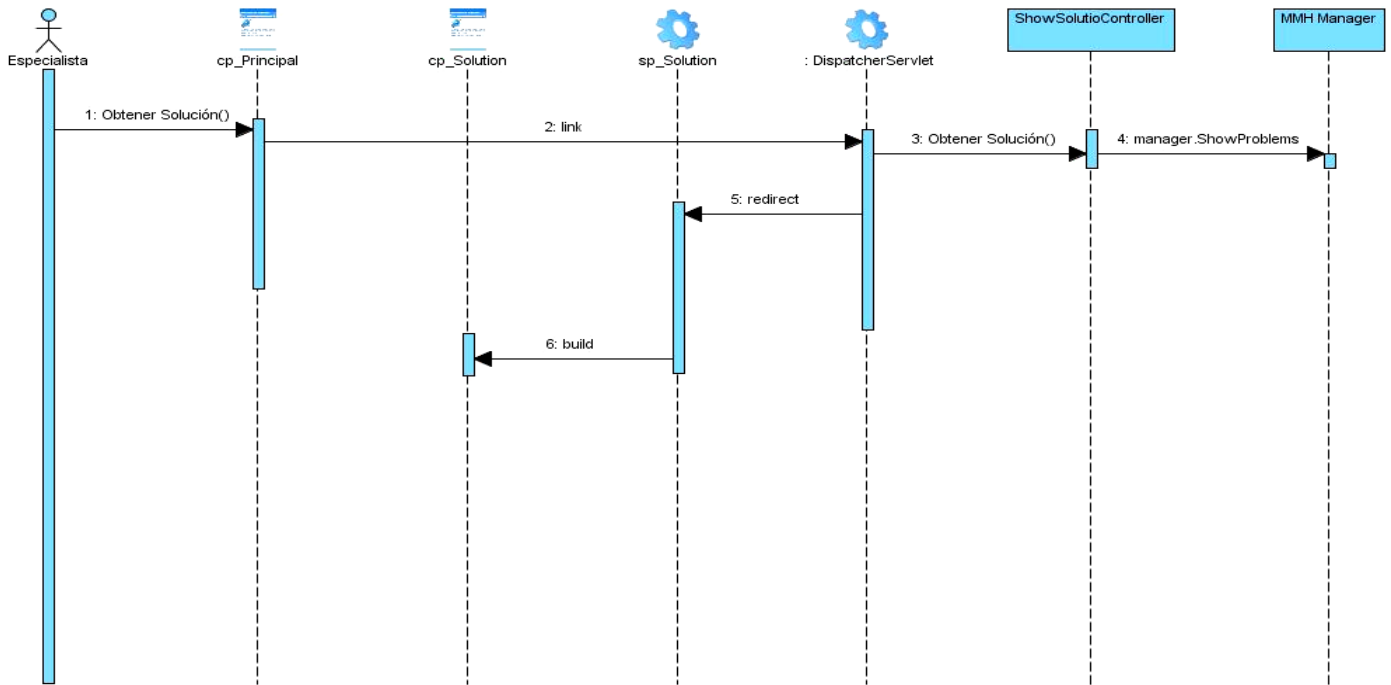 ShowSolutioController
MMH Manager
Especialista
cp_Principal
cp_Solution
sp_Solution
: DispatcherServlet
1: Obtener Solución()
2: link
3: Obtener Solución()
4: manager.ShowProblems
5: redirect
6: build